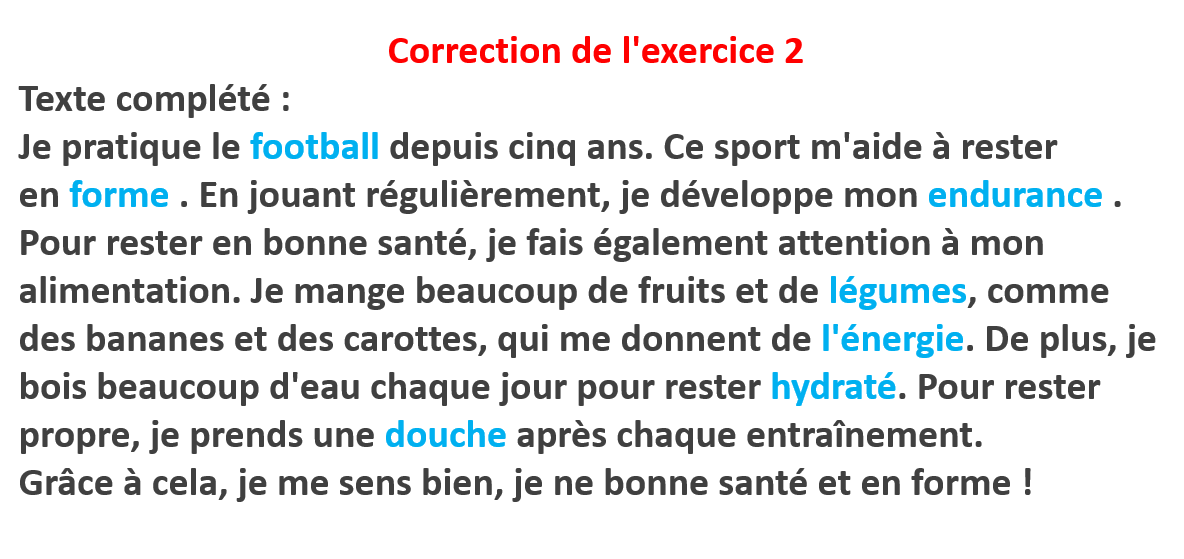 Correction de l'exercice 2
Texte complété :
Je pratique le football depuis cinq ans. Ce sport m'aide à rester
en forme . En jouant régulièrement, je développe mon endurance .
Pour rester en bonne santé, je fais également attention à mon
alimentation. Je mange beaucoup de fruits et de légumes, comme
des bananes et des carottes, qui me donnent de l'énergie. De plus, je
bois beaucoup d'eau chaque jour pour rester hydraté. Pour rester
propre, je prends une douche après chaque entraînement.
Grâce à cela, je me sens bien, je ne bonne santé et en forme !